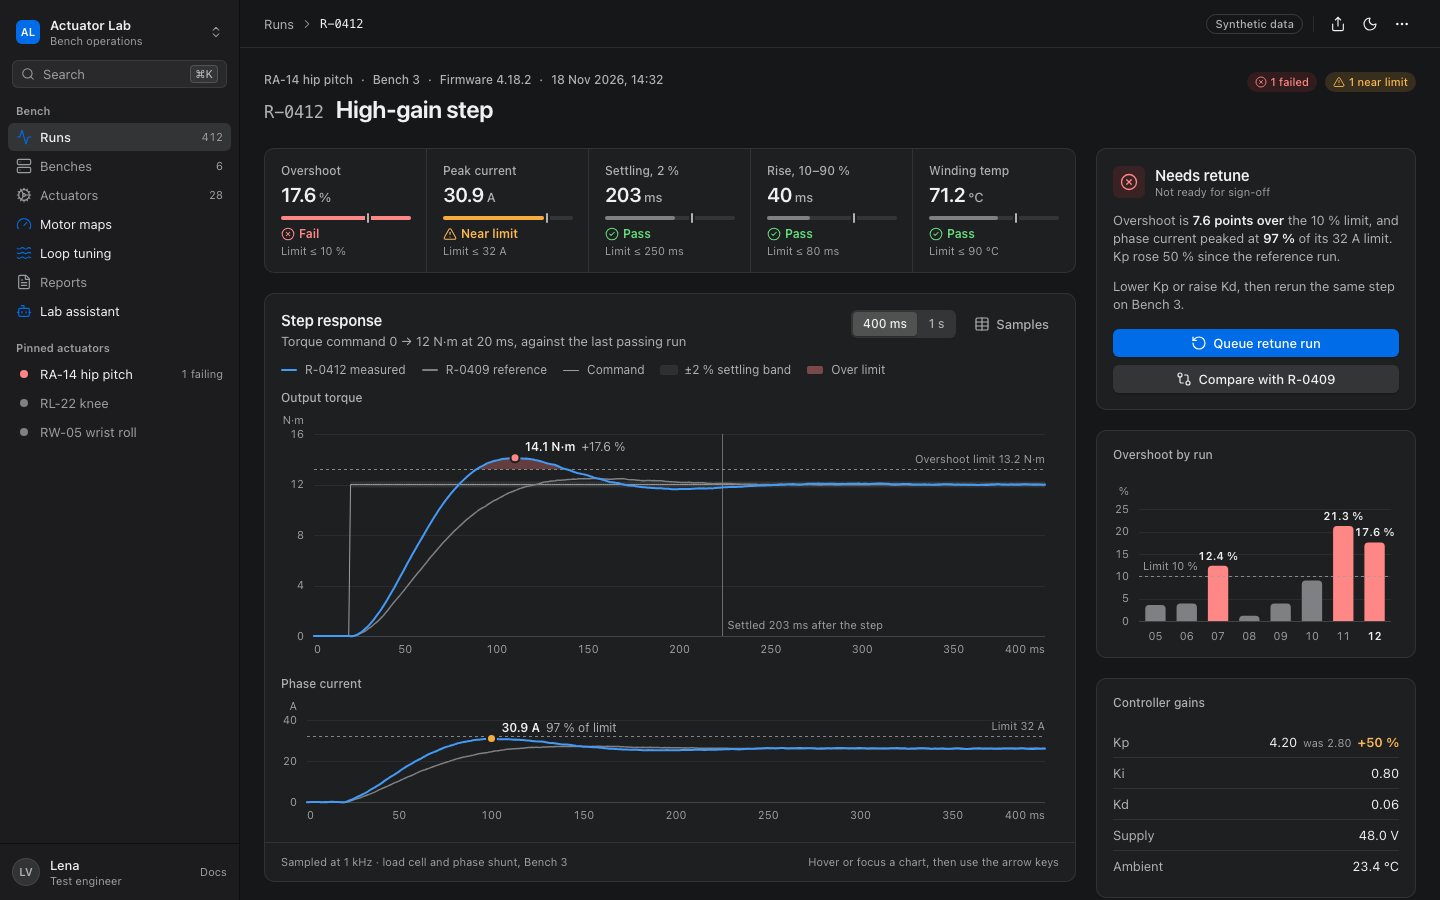 AL
Actuator Lab
Bench operations
Search ⌘K
Bench
Runs 412
Benches 6
Actuators 28
Motor maps
Loop tuning
Reports
Lab assistant
Pinned actuators
RA-14 hip pitch 1 failing
RL-22 knee
RW-05 wrist roll
LV
Lena
Test engineer
Docs
Runs > R-0412
Synthetic data
RA-14 hip pitch · Bench 3 · Firmware 4.18.2 · 18 Nov 2026, 14:32
R-0412 High-gain step
1 failed
1 near limit
Overshoot
17.6 %
Fail
Limit ≤ 10 %
Peak current
30.9 A
Near limit
Limit ≤ 32 A
Settling, 2 %
203 ms
Pass
Limit ≤ 250 ms
Rise, 10–90 %
40 ms
Pass
Limit ≤ 80 ms
Winding temp
71.2 °C
Pass
Limit ≤ 90 °C
Step response
Torque command 0 → 12 N·m at 20 ms, against the last passing run
400 ms 1 s
Samples
R-0412 measured R-0409 reference Command ±2 % settling band Over limit
Output torque
N·m
16
12
8
4
0
14.1 N·m +17.6 %
Overshoot limit 13.2 N·m
Settled 203 ms after the step
0 50 100 150 200 250 300 350 400 ms
Phase current
A
40
20
0
30.9 A 97 % of limit
Limit 32 A
0 50 100 150 200 250 300 350 400 ms
Sampled at 1 kHz · load cell and phase shunt, Bench 3
Hover or focus a chart, then use the arrow keys
Needs retune
Not ready for sign-off
Overshoot is 7.6 points over the 10 % limit, and
phase current peaked at 97 % of its 32 A limit.
Kp rose 50 % since the reference run.
Lower Kp or raise Kd, then rerun the same step
on Bench 3.
Queue retune run
Compare with R-0409
Overshoot by run
%
25
20
15
10
5
0
Limit 10 %
12.4 %
21.3 %
17.6 %
05 06 07 08 09 10 11 12
Controller gains
Kp 4.20 was 2.80 +50 %
Ki 0.80
Kd 0.06
Supply 48.0 V
Ambient 23.4 °C